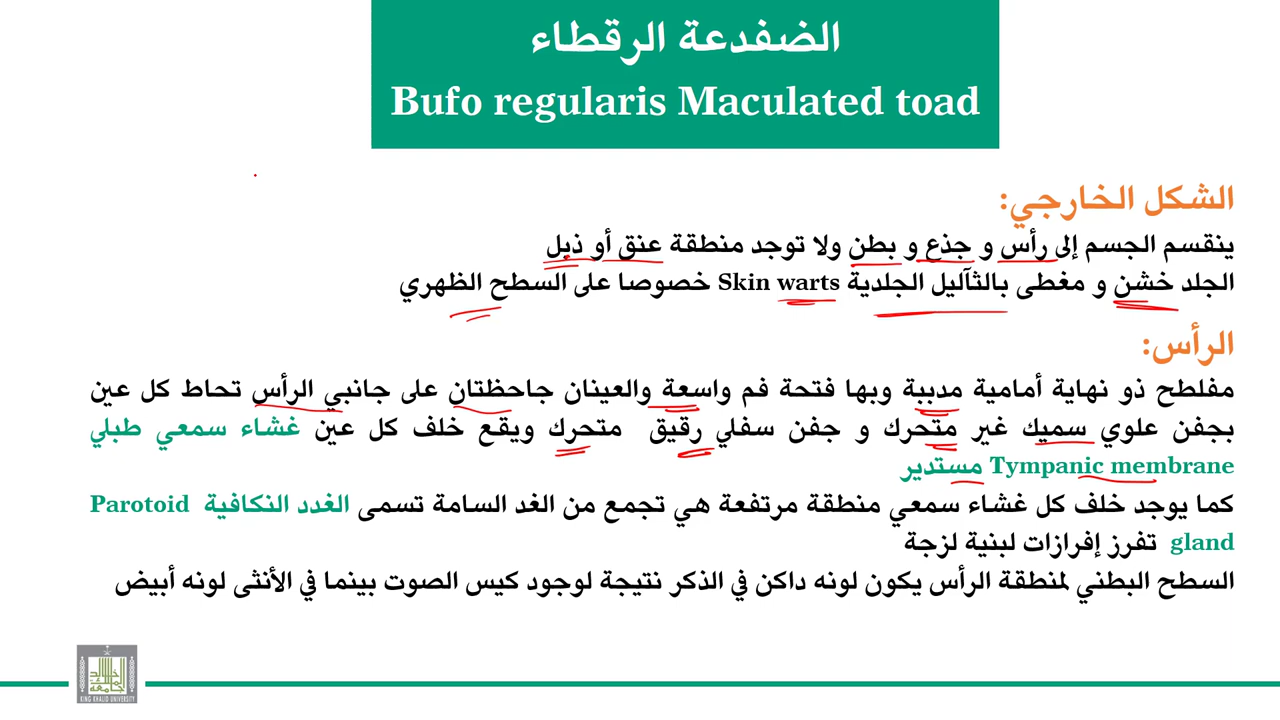 الضفدعة الرقطاء
Bufo regularis Maculated toad
الشكل الخارجي:
ينقسم الجسم إلى رأس و جذع و بطن ولا توجد منطقة عنق أو ذيل
الجلد خشن و مغطى بالثآليل الجلدية Skin warts خصوصا على السطح الظهري
الرأس:
مفلطح ذو نهاية أمامية مدببة وبها فتحة فم واسعة والعينان جاحظتان على جانبي الرأس تحاط كل عين
بجفن علوي سميك غير متحرك و جفن سفلي رقيق متحرك ويقع خلف كل عين غشاء سمعي طبلي
Tympanic membrane مستدير
كما يوجد خلف كل غشاء سمعي منطقة مرتفعة هي تجمع من الغد السامة تسمى الغدد النكافية Parotoid
gland تفرز إفرازات لبنية لزجة
السطح البطني لمنطقة الرأس يكون لونه داكن في الذكر نتيجة لوجود كيس الصوت بينما في الأنثى لونه أبيض
KING KHALID UNIVERSITY